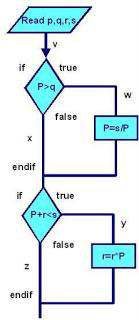 Read p,q,r,s
v
if true
P>q
w
false
P=s/P
x
endif
if true
P+r<s
y
false
r=r*P
z
endif